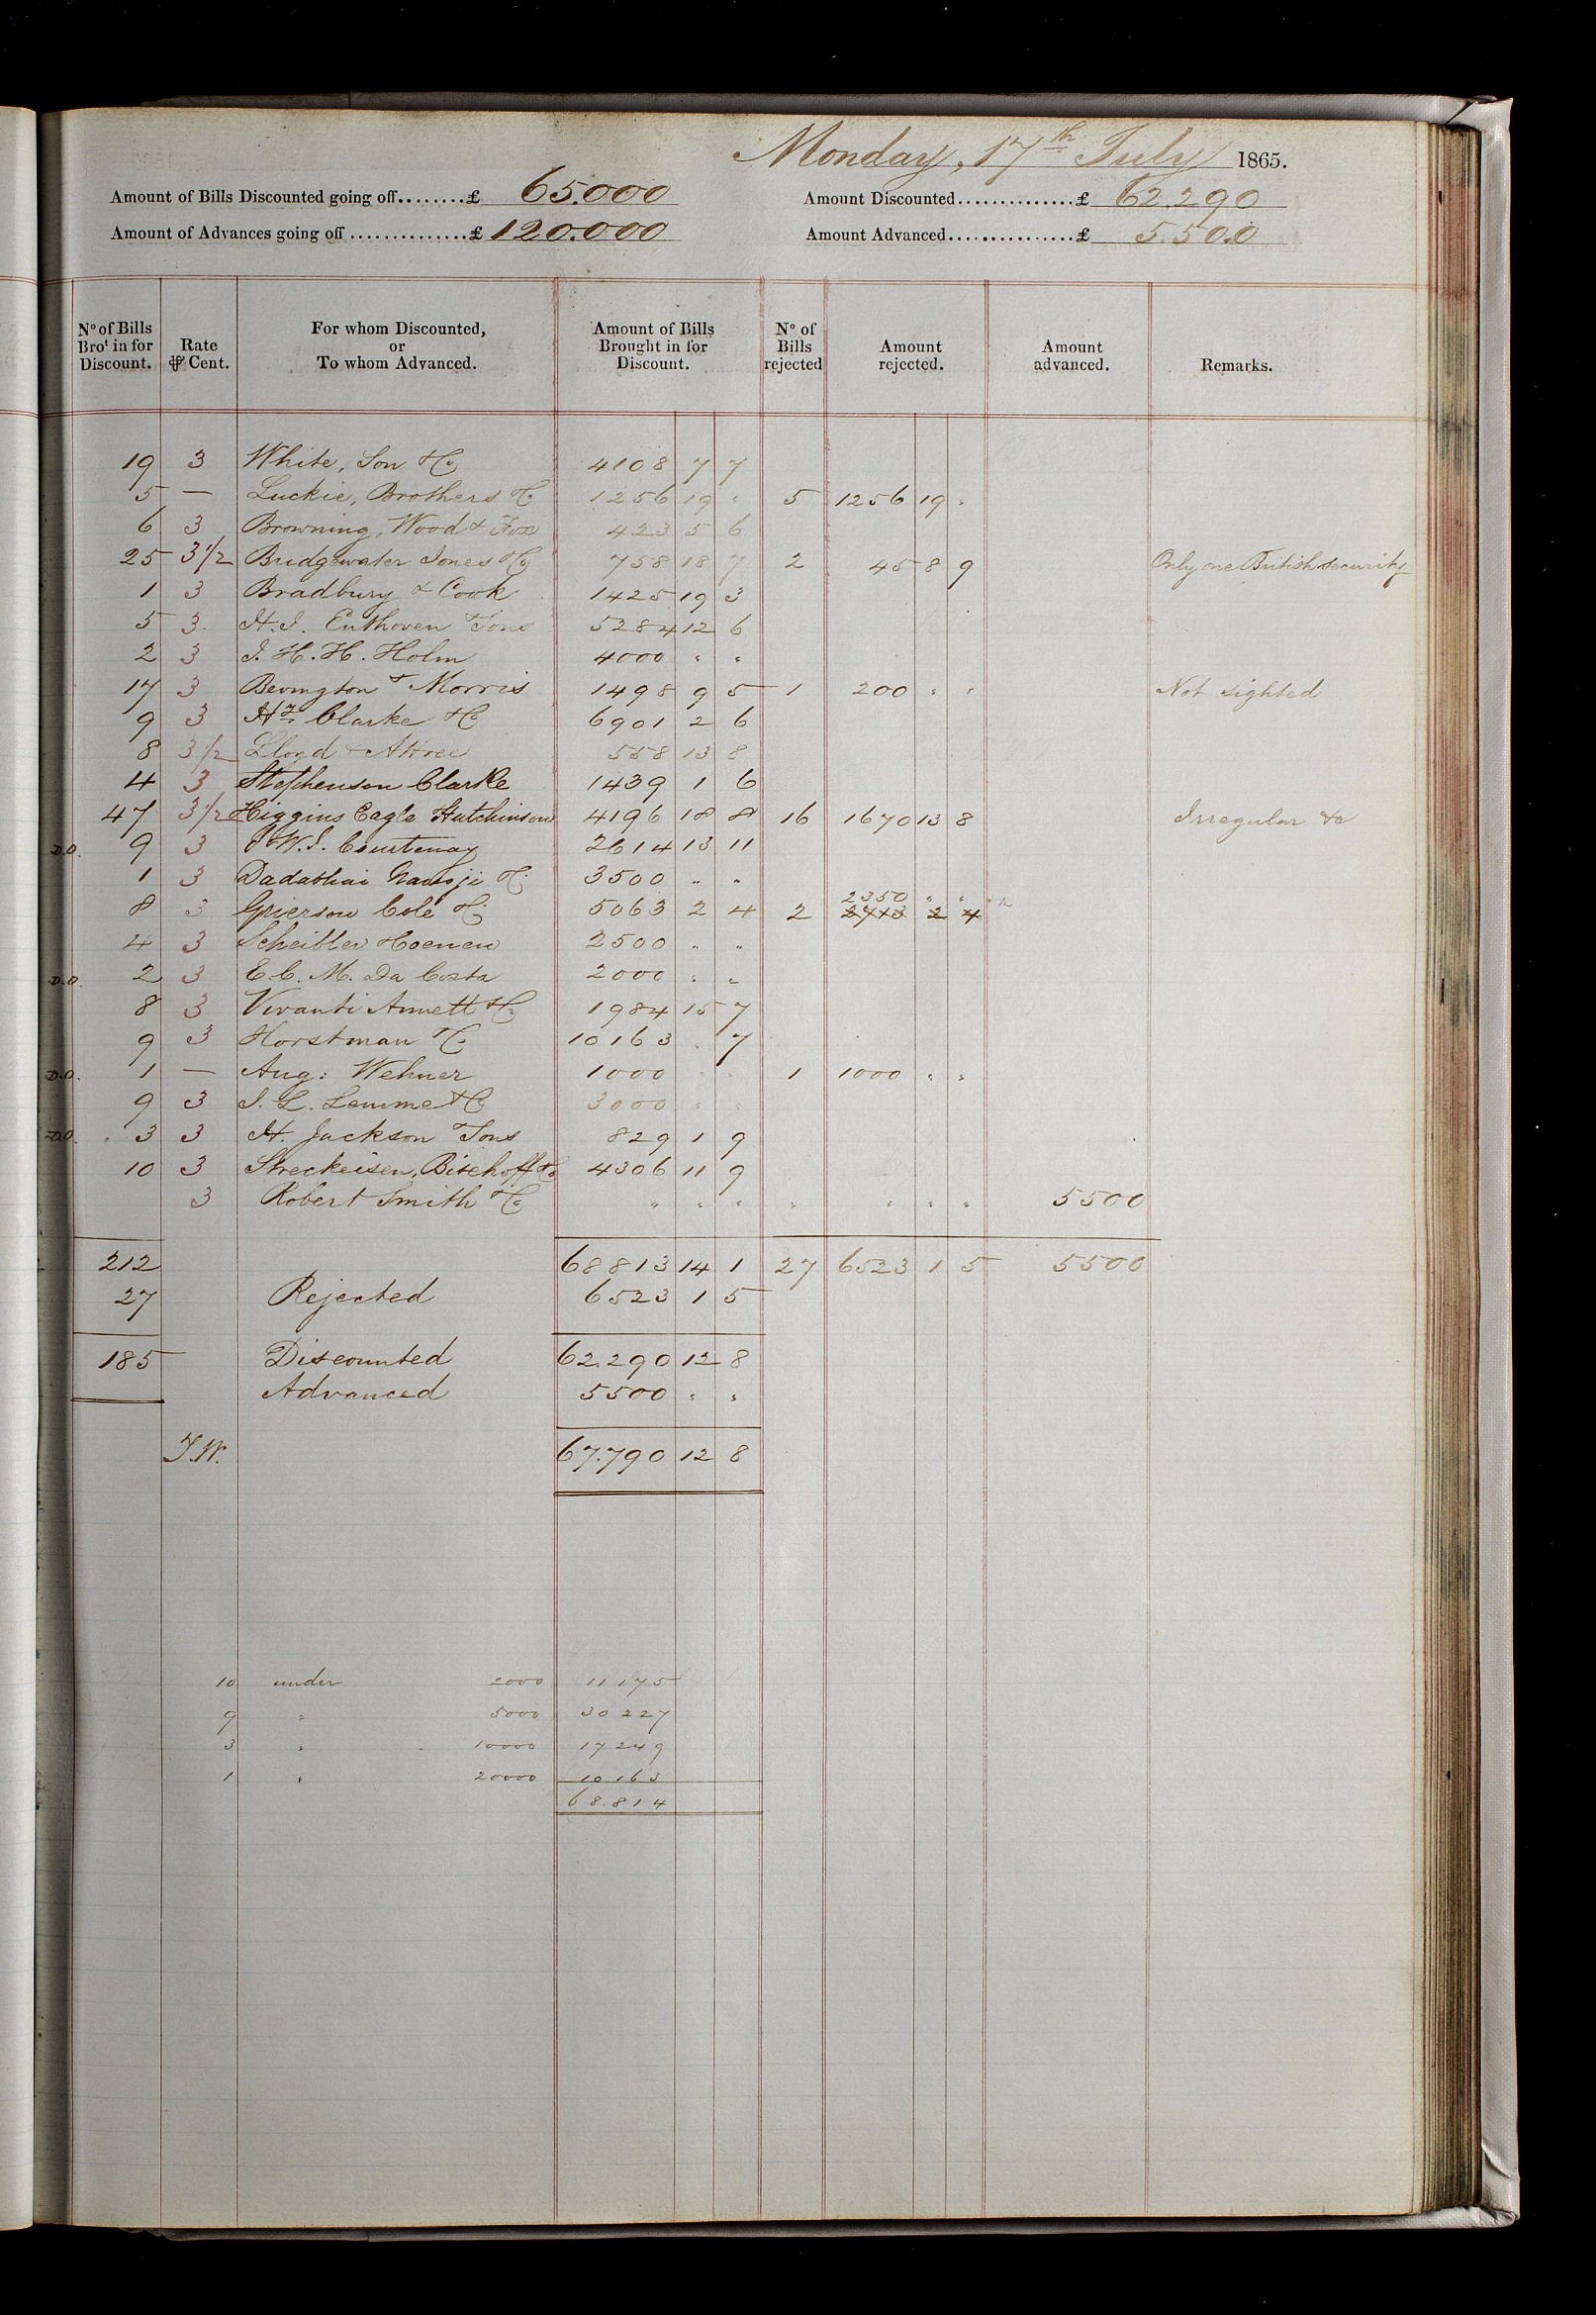 Monday, 17th July 1865.
Amount of Bills Discounted going off........£ 65.000 Amount Discounted..............£ 62.290
Amount of Advances going off..............£ 120.000 Amount Advanced...............£ 5.500
No of Bills Brot in for Discount. Rate ⅌ Cent. For whom Discounted, or To whom Advanced. Amount of Bills Brought in for Discount. No of Bills rejected Amount rejected. Amount advanced. Remarks.
19 3 White, Son & Co 4108 7 7
5 — Luckie, Brothers & Co 1256 19 " 5 1256 19 "
6 3 Browning, Wood & Fox 423 5 6
25 3 1/2 Bridgewater Jones & Co 758 18 7 2 45 8 9 Only one British security
1 3 Bradbury & Cook 1425 19 3
5 3 H. J. Enthoven & Sons 5284 12 6
2 3 J. H. H. Holm 4000 " "
17 3 Bevington & Morris 1498 9 5 1 200 " " Not sighted
9 3 Hy Clarke & Co 6901 2 6
8 3 1/2 Lloyd & Attree 558 13 8
4 3 Stephenson Clarke 1439 1 6
47 3 1/2 Higgins Eagle & Hutchinson 4196 18 8 16 1670 13 8 Irregular &c
D.O. 9 3 W. J. Courtenay 2614 13 11
1 3 Dadabhai Naoroji & Co 3500 " "
8 3 Grierson Cole & Co 5063 2 4 2 2350 " " 2713 2 4
4 3 Scheibler & Coenen 2500 " "
D.O. 2 3 E. C. M. Da Costa 2000 " "
8 3 Vivanti Annett & Co 1984 15 7
9 3 Horstman & Co 10163 " 7
D.O. 1 — Aug: Wehner 1000 " " 1 1000 " "
9 3 J. L. Lemme & Co 3000 " "
D.O. 3 3 H. Jackson & Sons 829 1 9
10 3 Streckeisen, Bischoff & Co 4306 11 9
3 Robert Smith & Co " " " " " " " 5500
212 68813 14 1 27 6523 1 5 5500
27 Rejected 6523 1 5
185 Discounted 62.290 12 8
Advanced 5500 " "
67.790 12 8
10 under 2000 11175
9 " 5000 30227
3 " 10000 17249
1 " 20000 10163
68.814